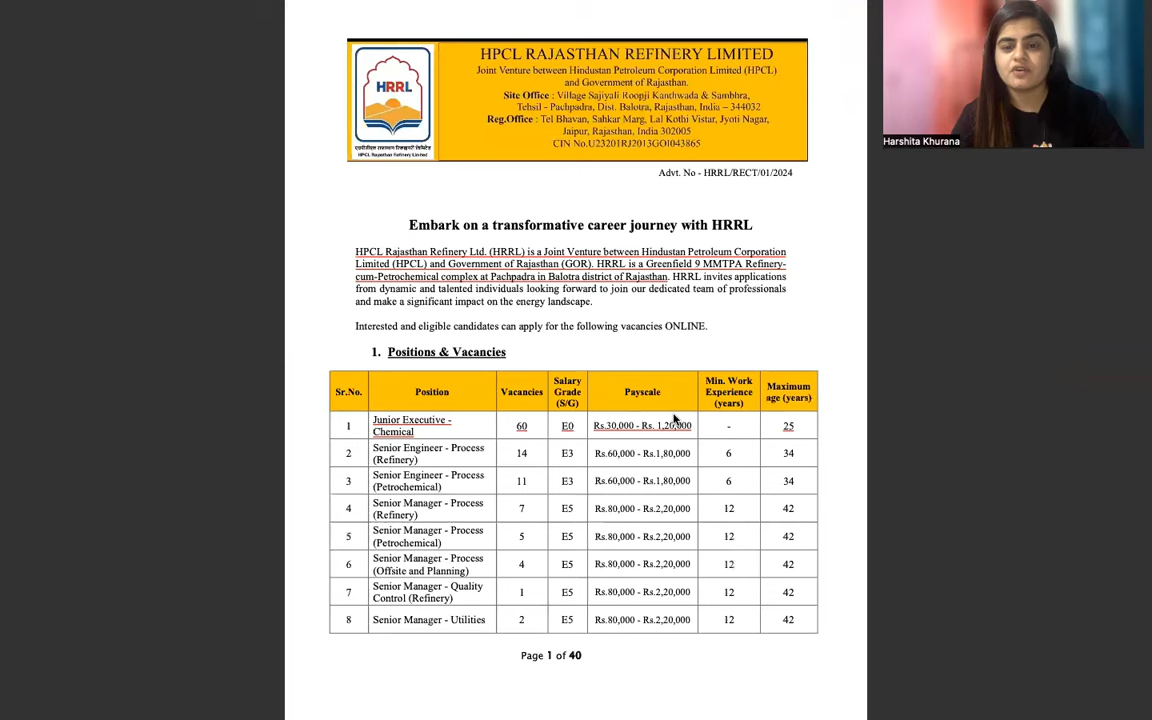 HPCL RAJASTHAN REFINERY LIMITED
Joint Venture between Hindustan Petroleum Corporation Limited (HPCL)
and Government of Rajasthan.
Site Office : Village Sajiyali Roopji Kanthwada & Sambhra,
Tehsil - Pachpadra, Dist. Balotra, Rajasthan, India – 344032
Reg.Office : Tel Bhavan, Sahkar Marg, Lal Kothi Vistar, Jyoti Nagar,
Jaipur, Rajasthan, India 302005
CIN No.U23201RJ2013GOI043865
HRRL
एचपीसीएल राजस्थान रिफाइनरी लिमिटेड
HPCL Rajasthan Refinery Limited
Harshita Khurana
Advt. No - HRRL/RECT/01/2024
Embark on a transformative career journey with HRRL
HPCL Rajasthan Refinery Ltd. (HRRL) is a Joint Venture between Hindustan Petroleum Corporation
Limited (HPCL) and Government of Rajasthan (GOR). HRRL is a Greenfield 9 MMTPA Refinery-
cum-Petrochemical complex at Pachpadra in Balotra district of Rajasthan. HRRL invites applications
from dynamic and talented individuals looking forward to join our dedicated team of professionals
and make a significant impact on the energy landscape.
Interested and eligible candidates can apply for the following vacancies ONLINE.
1. Positions & Vacancies
Sr.No. Position Vacancies Salary Grade (S/G) Payscale Min. Work Experience (years) Maximum age (years)
1 Junior Executive - Chemical 60 E0 Rs.30,000 - Rs. 1,20,000 - 25
2 Senior Engineer - Process (Refinery) 14 E3 Rs.60,000 - Rs.1,80,000 6 34
3 Senior Engineer - Process (Petrochemical) 11 E3 Rs.60,000 - Rs.1,80,000 6 34
4 Senior Manager - Process (Refinery) 7 E5 Rs.80,000 - Rs.2,20,000 12 42
5 Senior Manager - Process (Petrochemical) 5 E5 Rs.80,000 - Rs.2,20,000 12 42
6 Senior Manager - Process (Offsite and Planning) 4 E5 Rs.80,000 - Rs.2,20,000 12 42
7 Senior Manager - Quality Control (Refinery) 1 E5 Rs.80,000 - Rs.2,20,000 12 42
8 Senior Manager - Utilities 2 E5 Rs.80,000 - Rs.2,20,000 12 42
Page 1 of 40